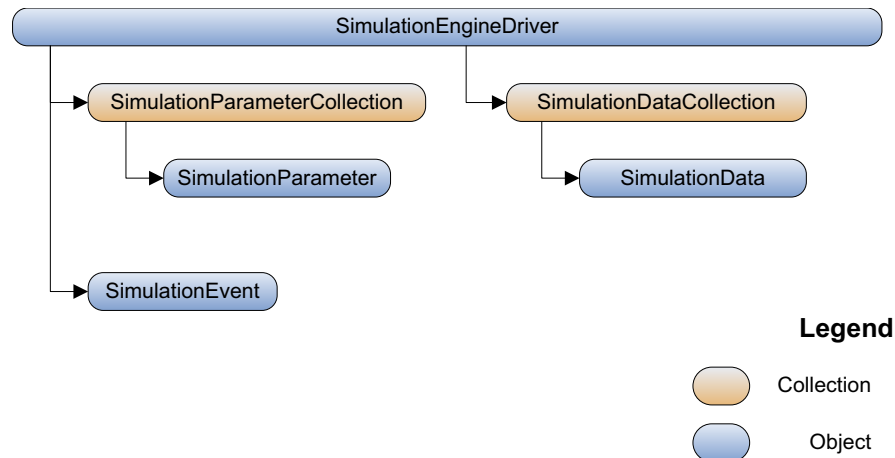 SimulationEngineDriver
SimulationParameterCollection
SimulationDataCollection
SimulationParameter
SimulationData
SimulationEvent
Legend
Collection
Object